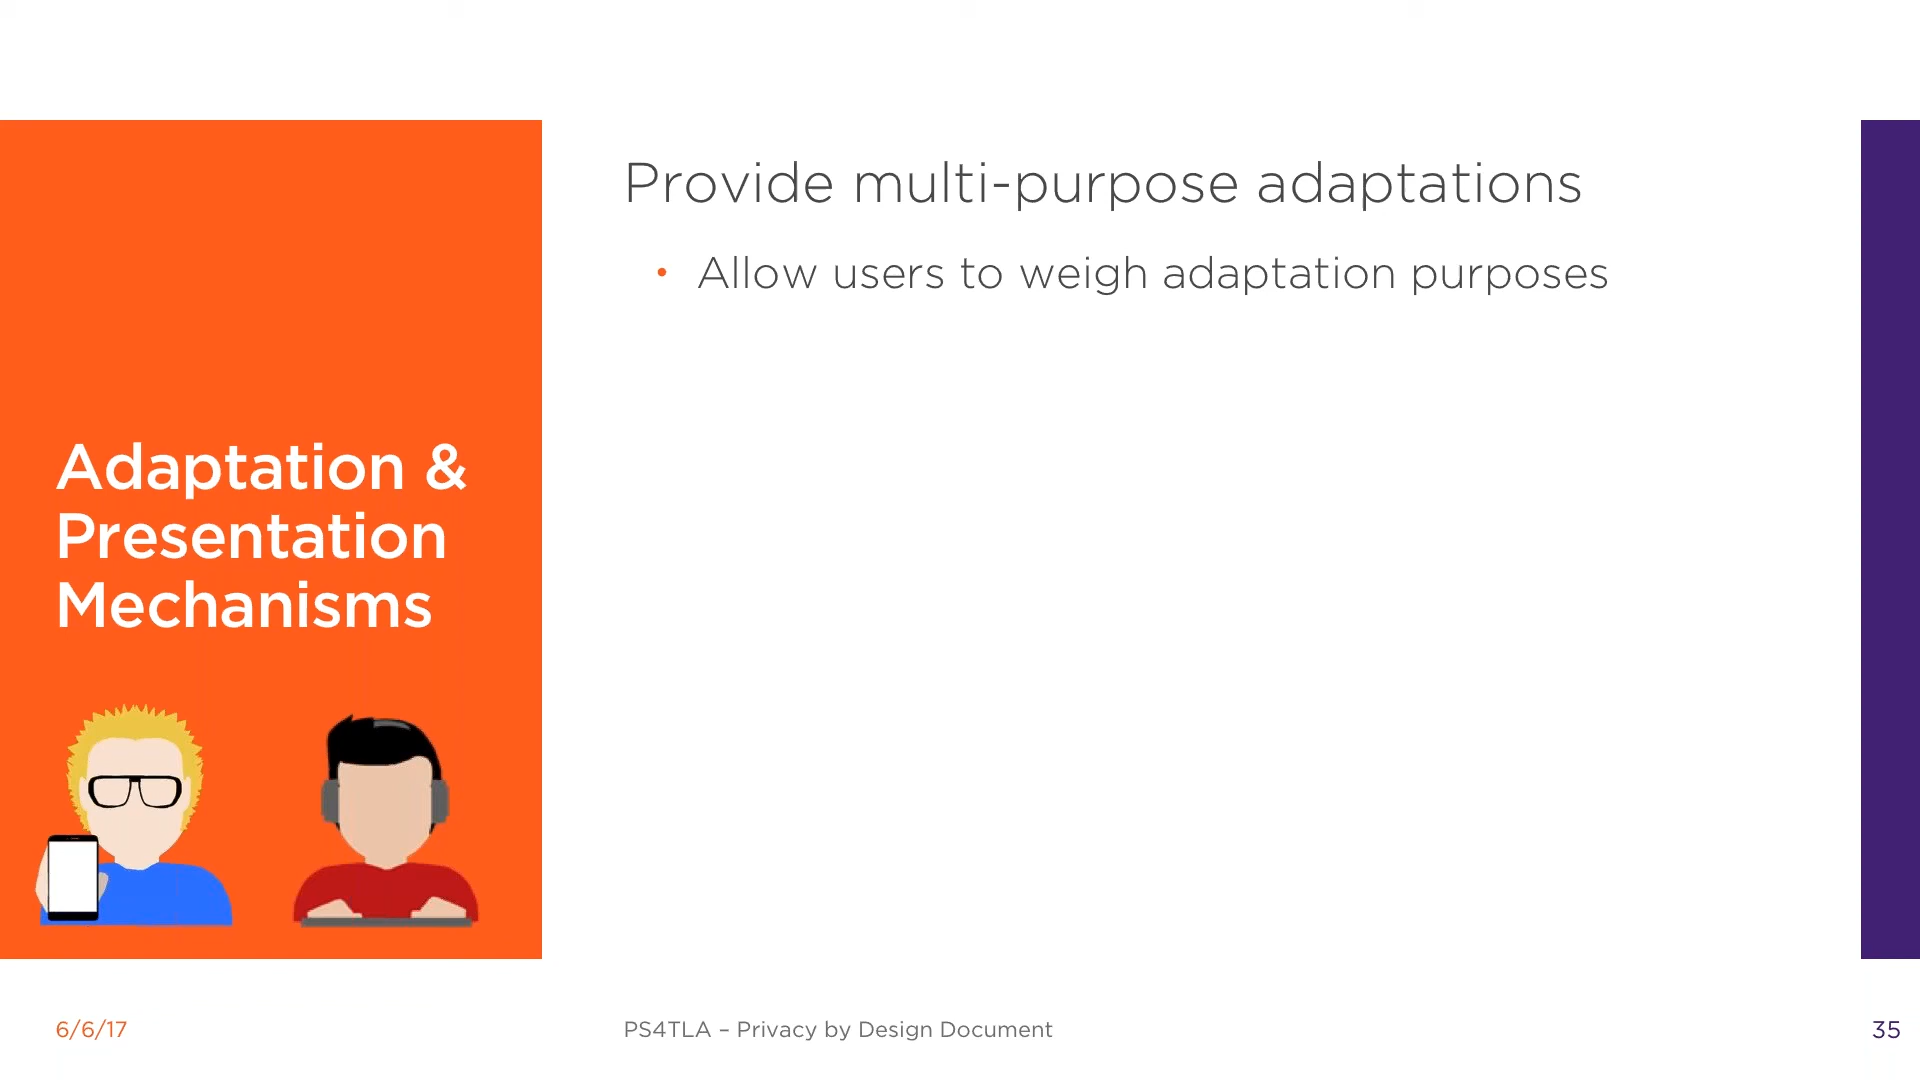 Adaptation &
Presentation
Mechanisms
Provide multi-purpose adaptations
• Allow users to weigh adaptation purposes
6/6/17
PS4TLA – Privacy by Design Document
35